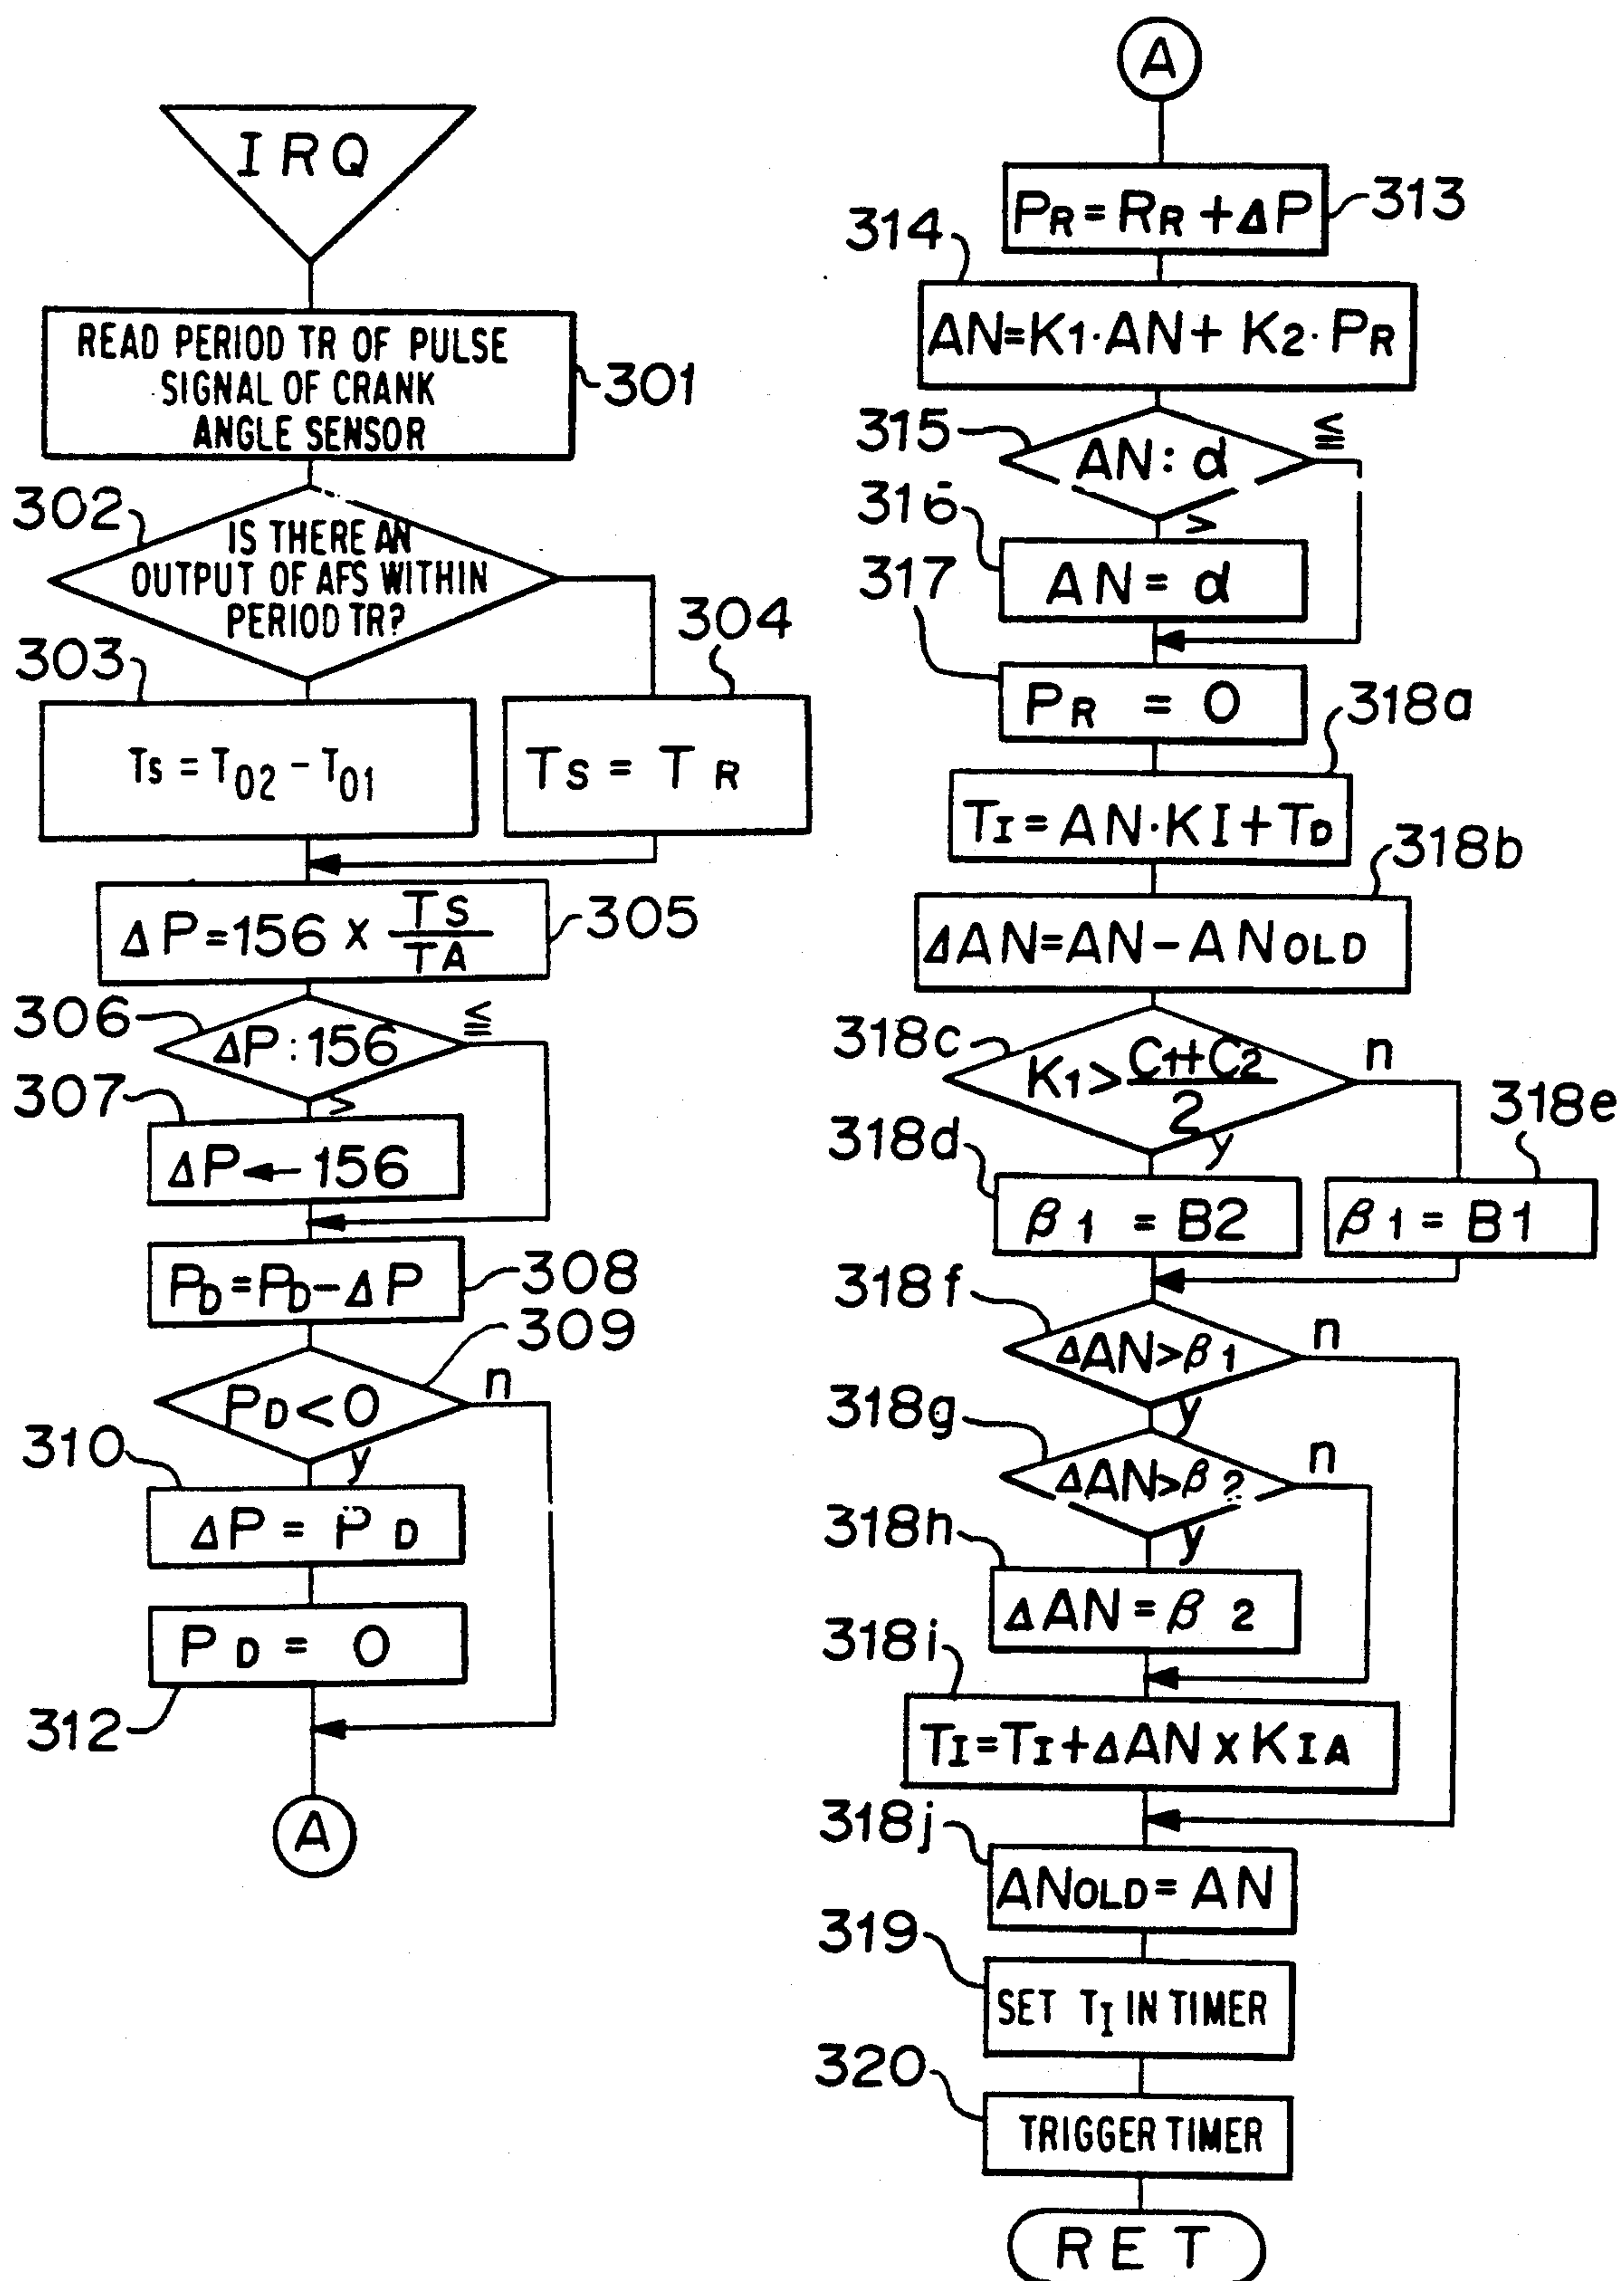 IRQ
READ PERIOD TR OF PULSE
SIGNAL OF CRANK
ANGLE SENSOR
301
302
IS THERE AN
OUTPUT OF AFS WITHIN
PERIOD TR?
303
Ts = T02 - T01
304
TS = TR
ΔP = 156 x TS/TA
305
306
ΔP : 156
≦
>
307
ΔP ← 156
PD = PD - ΔP
308
309
PD < 0
n
y
310
ΔP = PD
PD = 0
312
A
A
PR = RR + ΔP
313
314
AN = K1·AN + K2·PR
315
AN : α
≦
>
316
AN = α
317
PR = 0
318a
TI = AN·KI + TD
318b
ΔAN = AN - ANOLD
318c
K1 > C1+C2/2
n
y
318d
β1 = B2
318e
β1 = B1
318f
ΔAN > β1
n
y
318g
ΔAN > β2
n
y
318h
ΔAN = β2
318i
TI = TI + ΔAN x KIA
318j
ANOLD = AN
319
SET TI IN TIMER
320
TRIGGER TIMER
RET